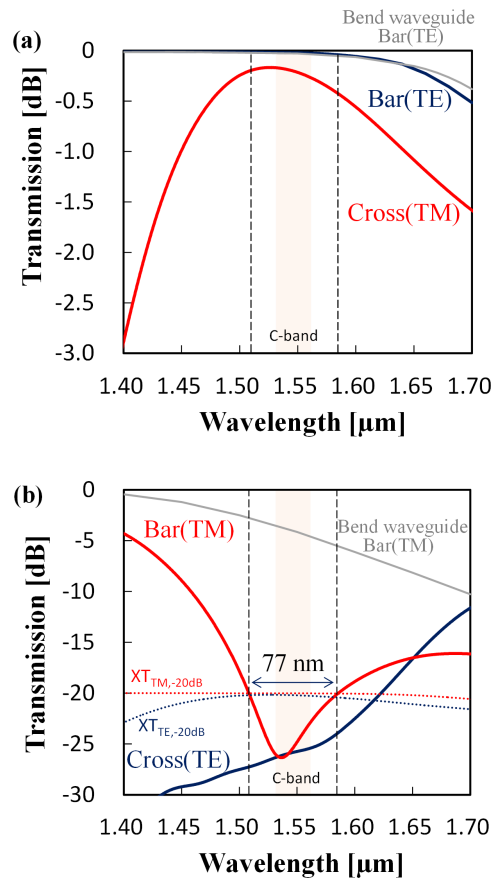 (a)
Bend waveguide
Bar(TE)
0
-0.5
-1.0
-1.5
-2.0
-2.5
-3.0
Transmission [dB]
Bar(TE)
Cross(TM)
C-band
1.40 1.45 1.50 1.55 1.60 1.65 1.70
Wavelength [μm]
(b)
0
-5
-10
-15
-20
-25
-30
Transmission [dB]
Bar(TM)
Bend waveguide
Bar(TM)
77 nm
XTTM,-20dB
XTTE,-20dB
Cross(TE)
C-band
1.40 1.45 1.50 1.55 1.60 1.65 1.70
Wavelength [μm]